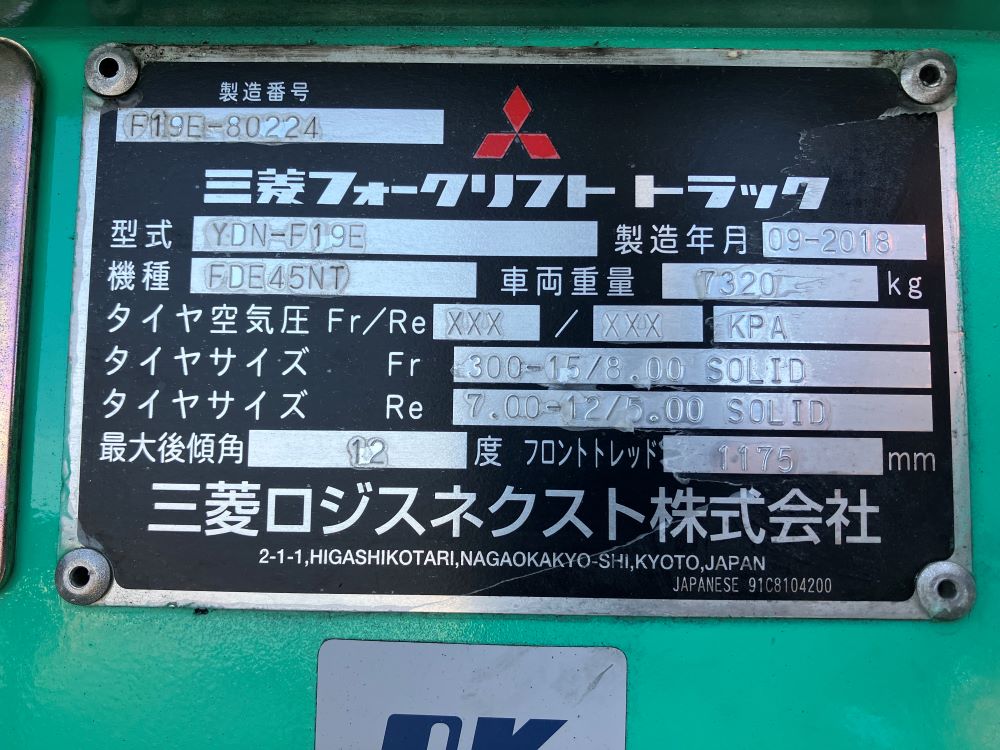 製造番号
F19E-80224
三菱フォークリフト トラック
型式 YDN-F19E 製造年月 09-2018
機種 FDE45NT 車両重量 7320 kg
タイヤ空気圧 Fr/Re XXX / XXX KPA
タイヤサイズ Fr 300-15/8.00 SOLID
タイヤサイズ Re 7.00-12/5.00 SOLID
最大後傾角 12 度 フロントトレッド 1175 mm
三菱ロジスネクスト株式会社
2-1-1,HIGASHIKOTARI,NAGAOKAKYO-SHI,KYOTO,JAPAN
JAPANESE 91C8104200
OK